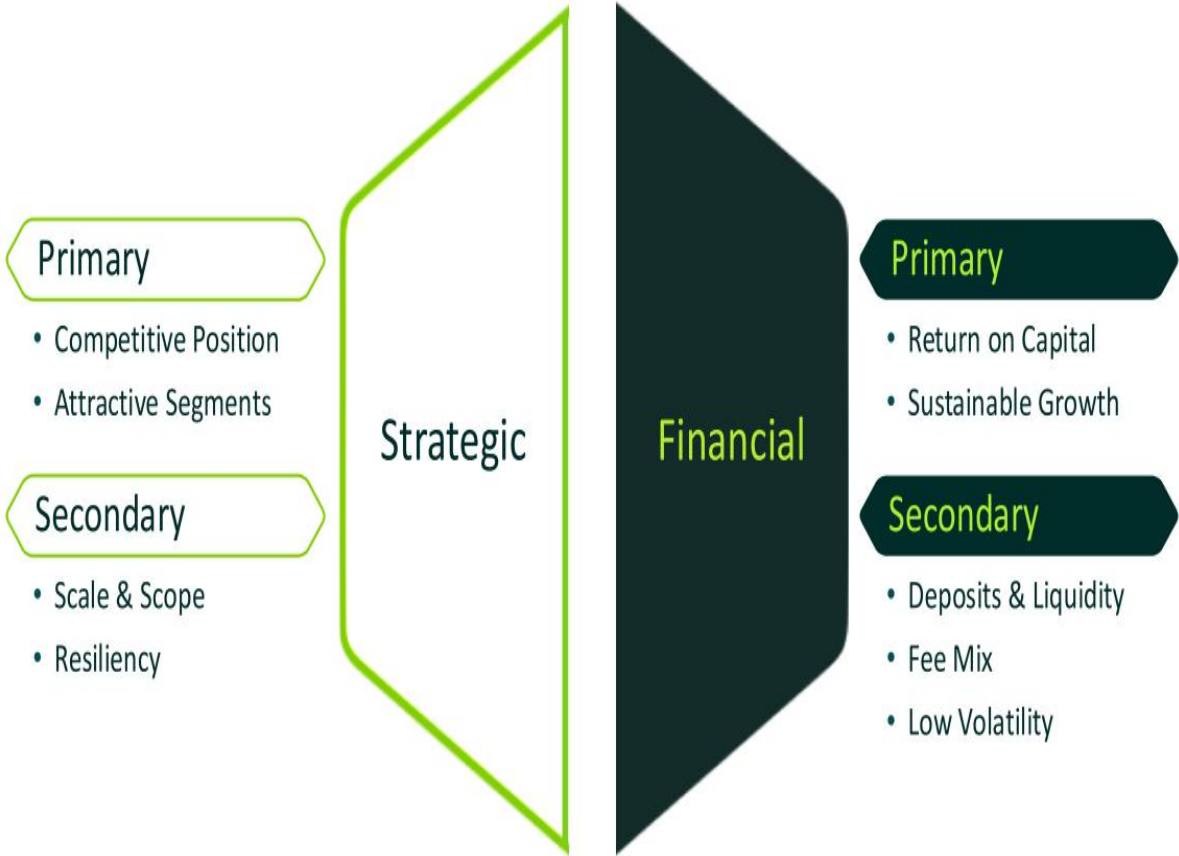 Primary
• Competitive Position
• Attractive Segments
Secondary
• Scale & Scope
• Resiliency
Strategic
Financial
Primary
• Return on Capital
• Sustainable Growth
Secondary
• Deposits & Liquidity
• Fee Mix
• Low Volatility